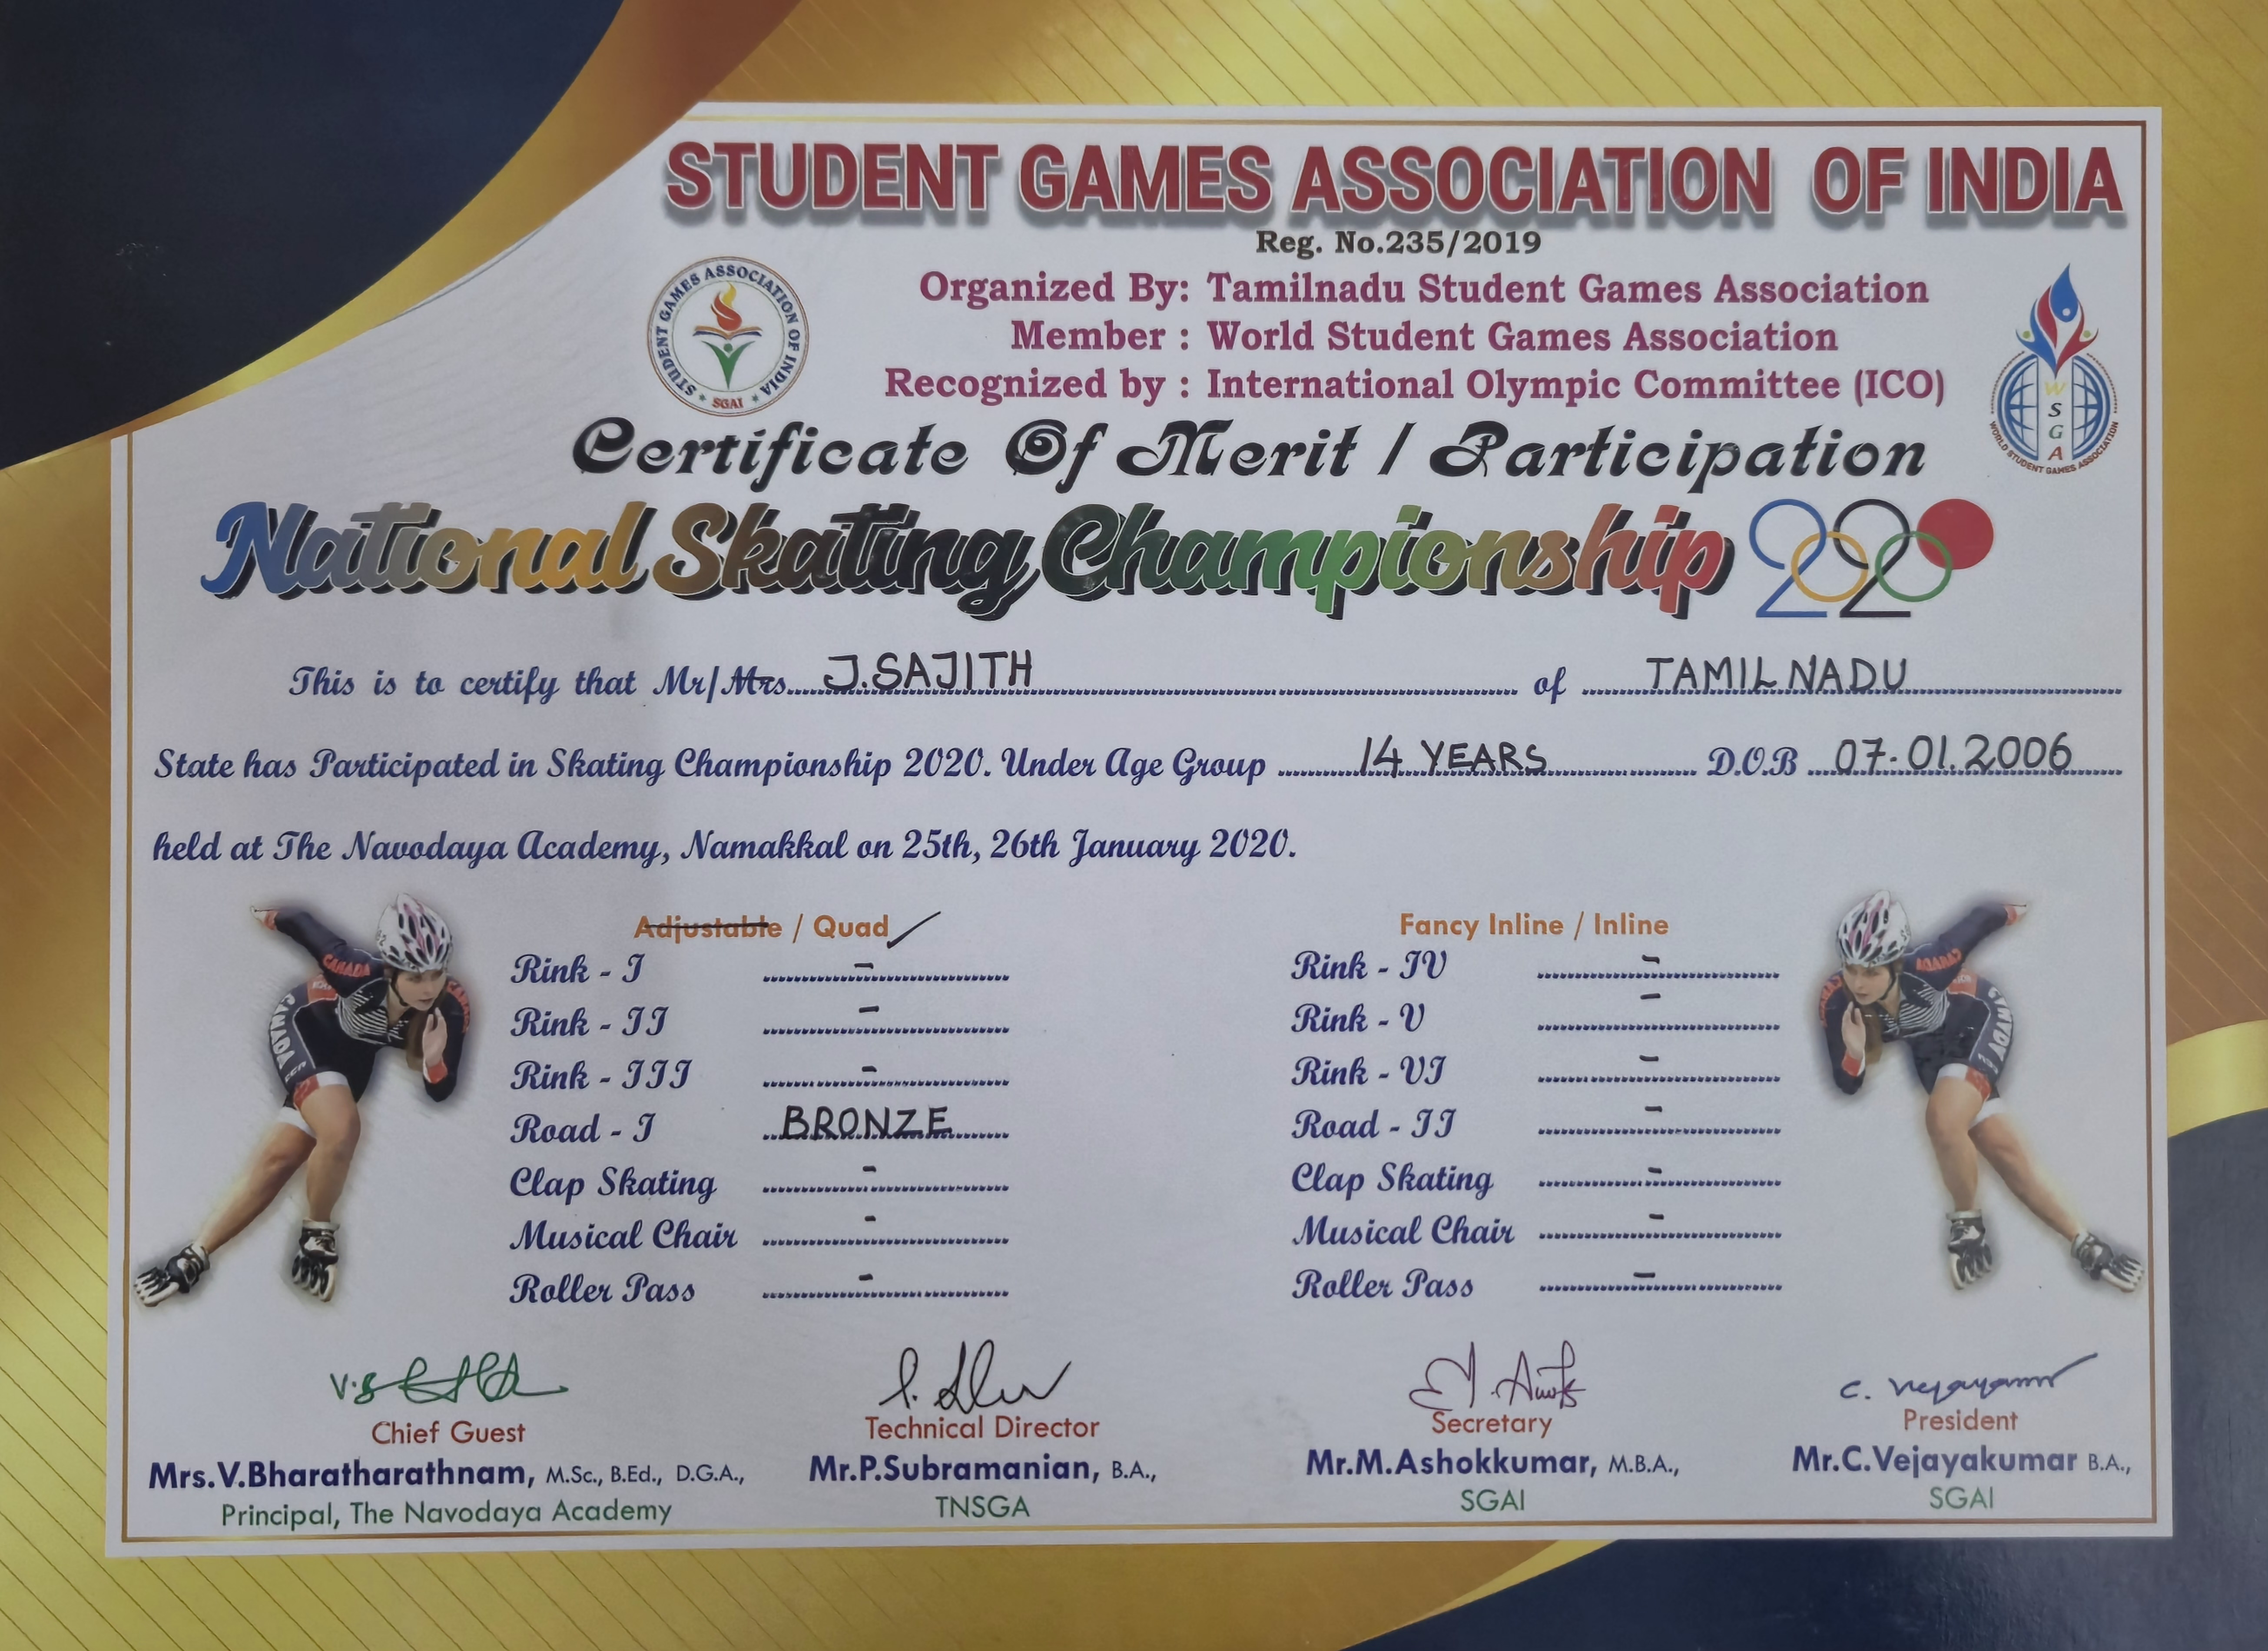 STUDENT GAMES ASSOCIATION OF INDIA
Reg. No.235/2019
STUDENT GAMES ASSOCIATION OF INDIA
* SGAI *
Organized By: Tamilnadu Student Games Association
Member : World Student Games Association
Recognized by : International Olympic Committee (ICO)
W
S
G
A
WORLD STUDENT GAMES ASSOCIATION
Certificate Of Merit / Participation
National Skating Championship 2020
This is to certify that Mr/Mrs J.SAJITH of TAMIL NADU
State has Participated in Skating Championship 2020. Under Age Group 14 YEARS D.O.B 07.01.2006
held at The Navodaya Academy, Namakkal on 25th, 26th January 2020.
Adjustable / Quad ✓
Rink - I -
Rink - II -
Rink - III -
Road - I BRONZE
Clap Skating -
Musical Chair -
Roller Pass -
Fancy Inline / Inline
Rink - IV -
Rink - V -
Rink - VI -
Road - II -
Clap Skating -
Musical Chair -
Roller Pass -
CANADA
CANADA
Chief Guest
Mrs.V.Bharatharathnam, M.Sc., B.Ed., D.G.A.,
Principal, The Navodaya Academy
Technical Director
Mr.P.Subramanian, B.A.,
TNSGA
Secretary
Mr.M.Ashokkumar, M.B.A.,
SGAI
C. Vejayakumar
President
Mr.C.Vejayakumar B.A.,
SGAI